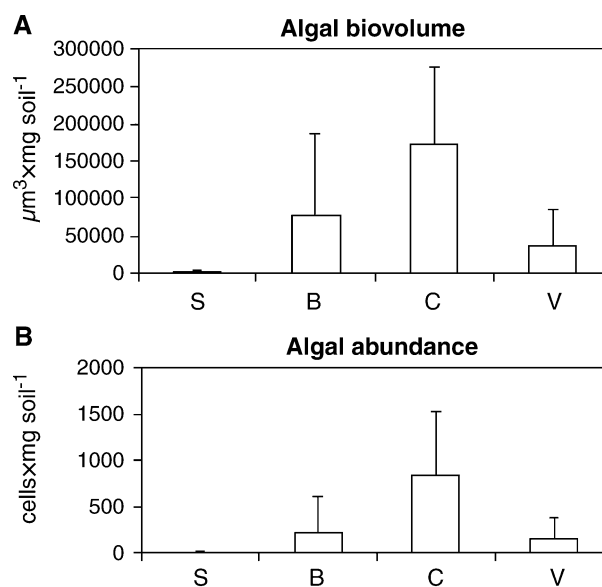 A
Algal biovolume
300000
250000
200000
150000
100000
50000
0
µm³×mg soil⁻¹
S B C V
B
Algal abundance
2000
1500
1000
500
0
cells×mg soil⁻¹
S B C V